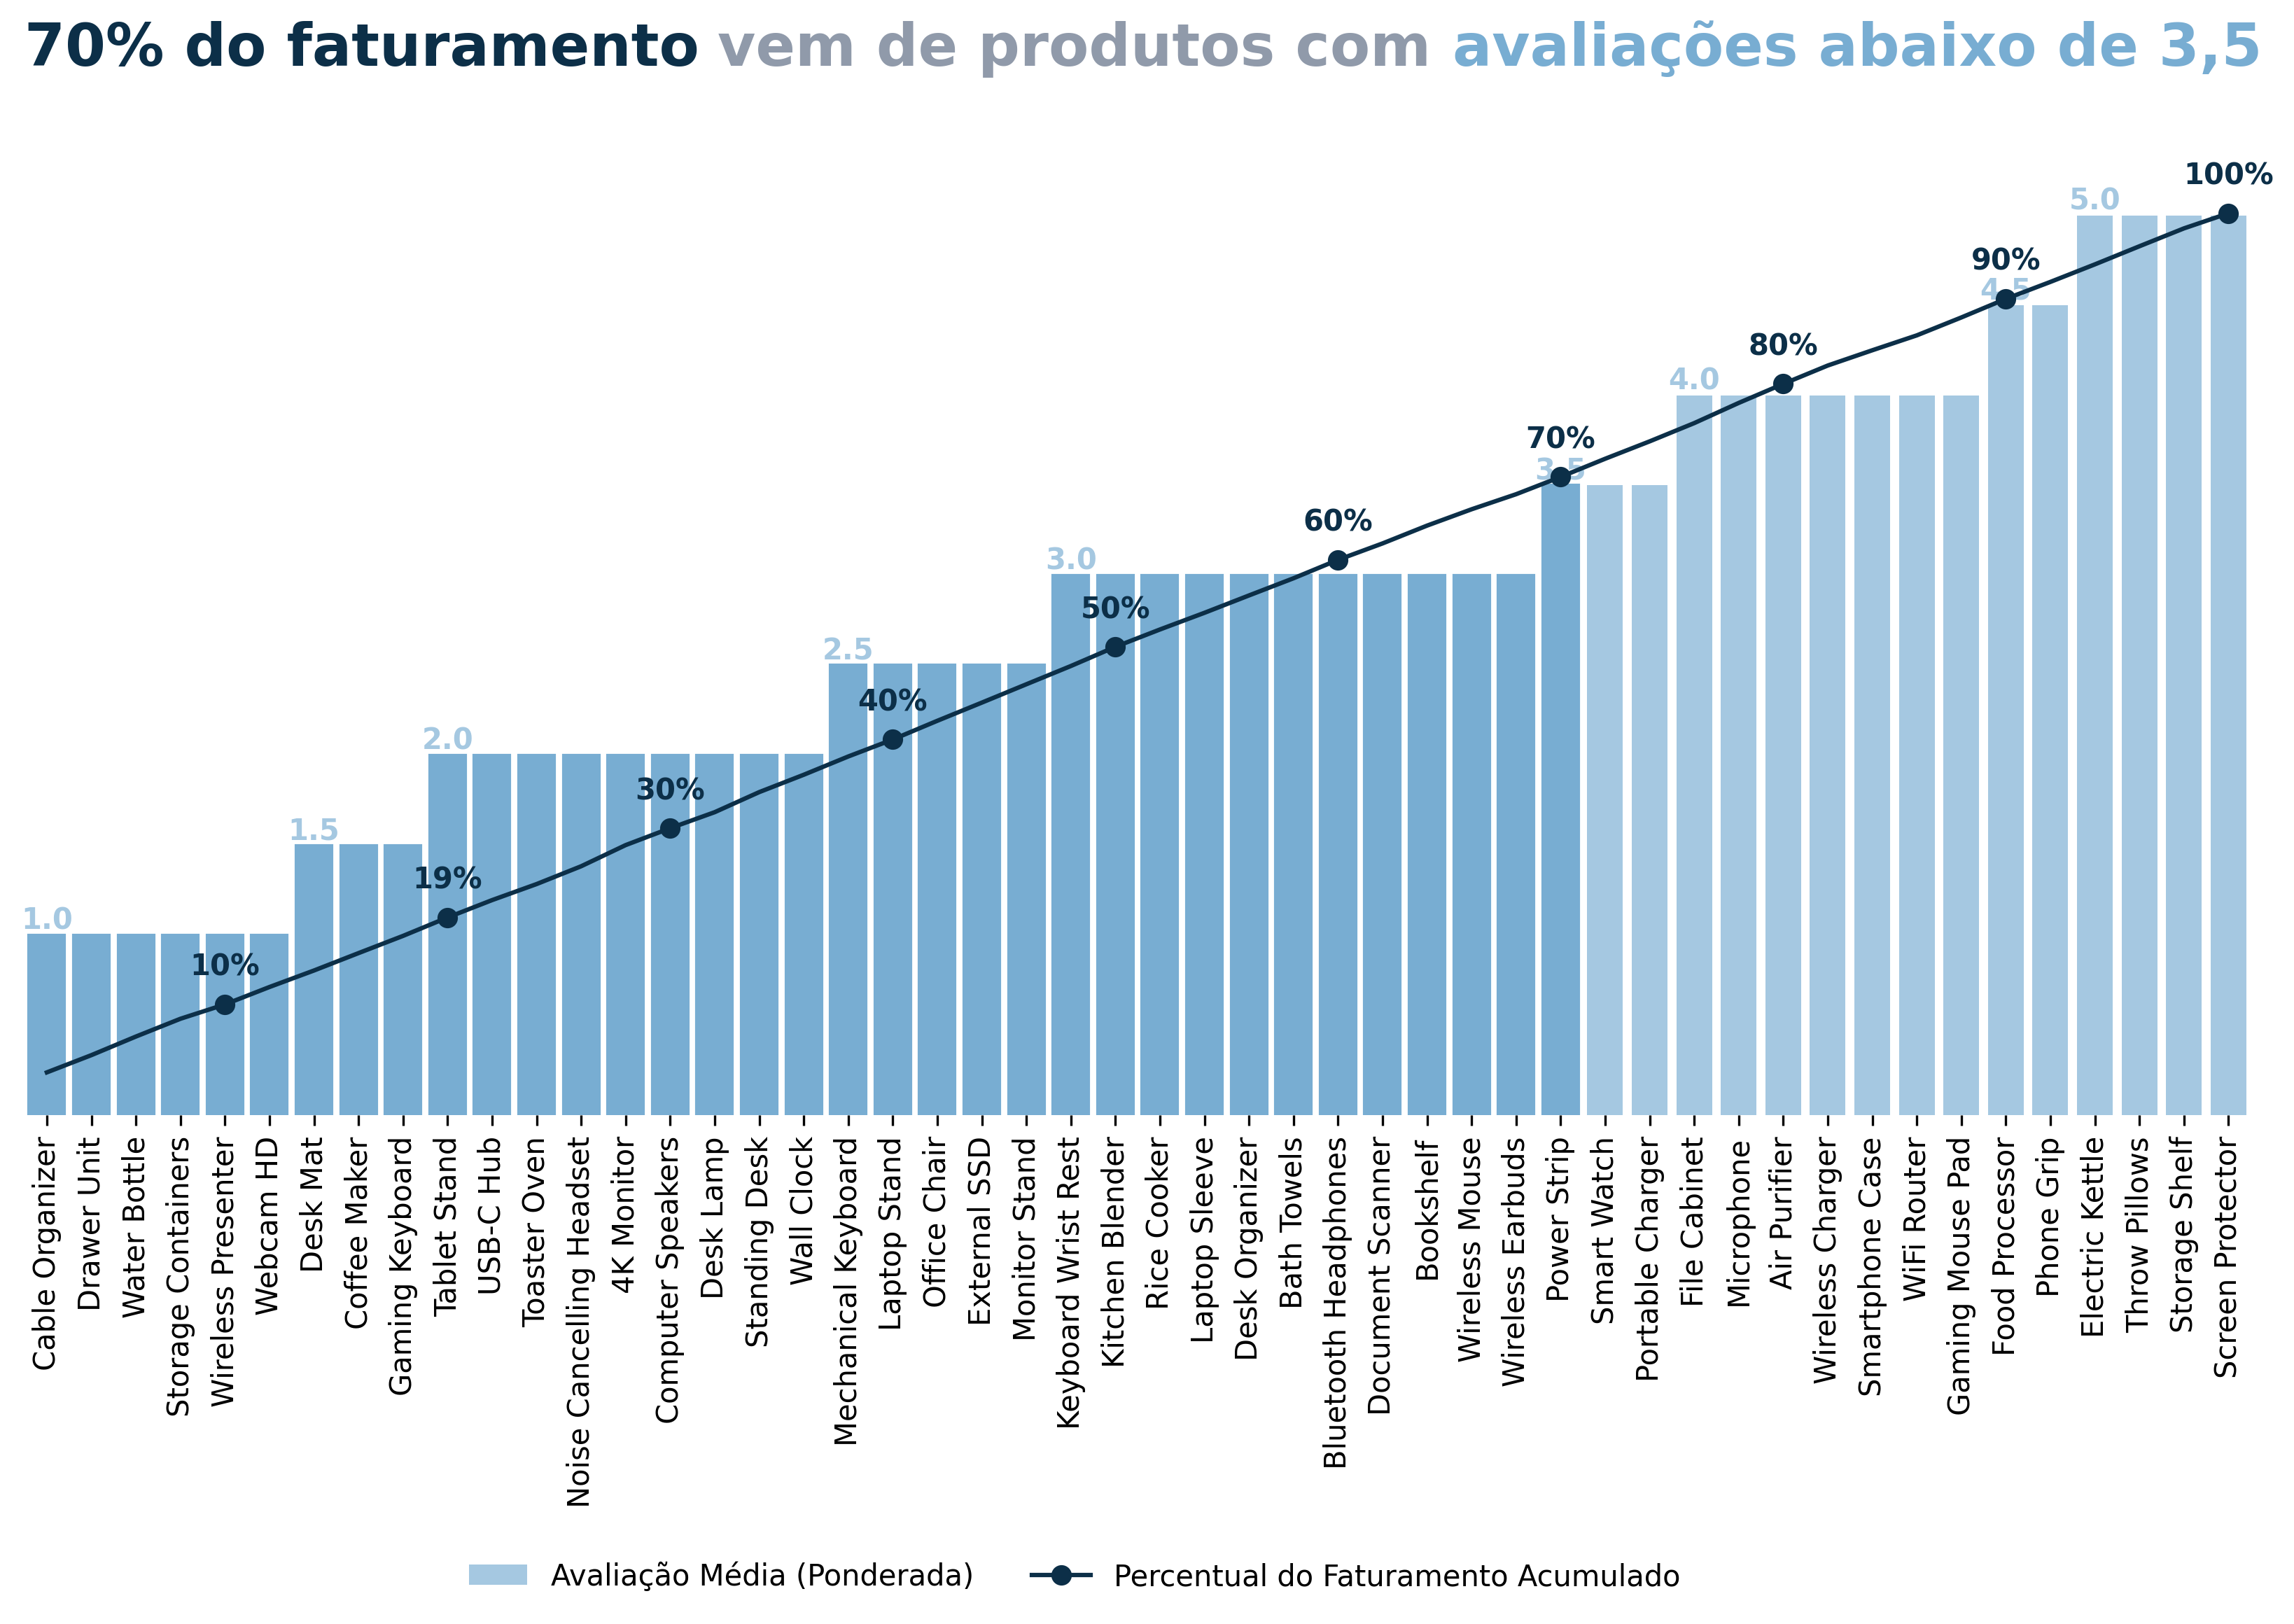 70% do faturamento vem de produtos com avaliações abaixo de 3,5
100%
5.0
90%
4.5
80%
4.0
70%
3.5
60%
3.0
50%
2.5
40%
2.0
30%
1.5
19%
1.0
10%
Cable Organizer
Drawer Unit
Water Bottle
Storage Containers
Wireless Presenter
Webcam HD
Desk Mat
Coffee Maker
Gaming Keyboard
Tablet Stand
USB-C Hub
Toaster Oven
Noise Cancelling Headset
4K Monitor
Computer Speakers
Desk Lamp
Standing Desk
Wall Clock
Mechanical Keyboard
Laptop Stand
Office Chair
External SSD
Monitor Stand
Keyboard Wrist Rest
Kitchen Blender
Rice Cooker
Laptop Sleeve
Desk Organizer
Bath Towels
Bluetooth Headphones
Document Scanner
Bookshelf
Wireless Mouse
Wireless Earbuds
Power Strip
Smart Watch
Portable Charger
File Cabinet
Microphone
Air Purifier
Wireless Charger
Smartphone Case
WiFi Router
Gaming Mouse Pad
Food Processor
Phone Grip
Electric Kettle
Throw Pillows
Storage Shelf
Screen Protector
Avaliação Média (Ponderada)
Percentual do Faturamento Acumulado